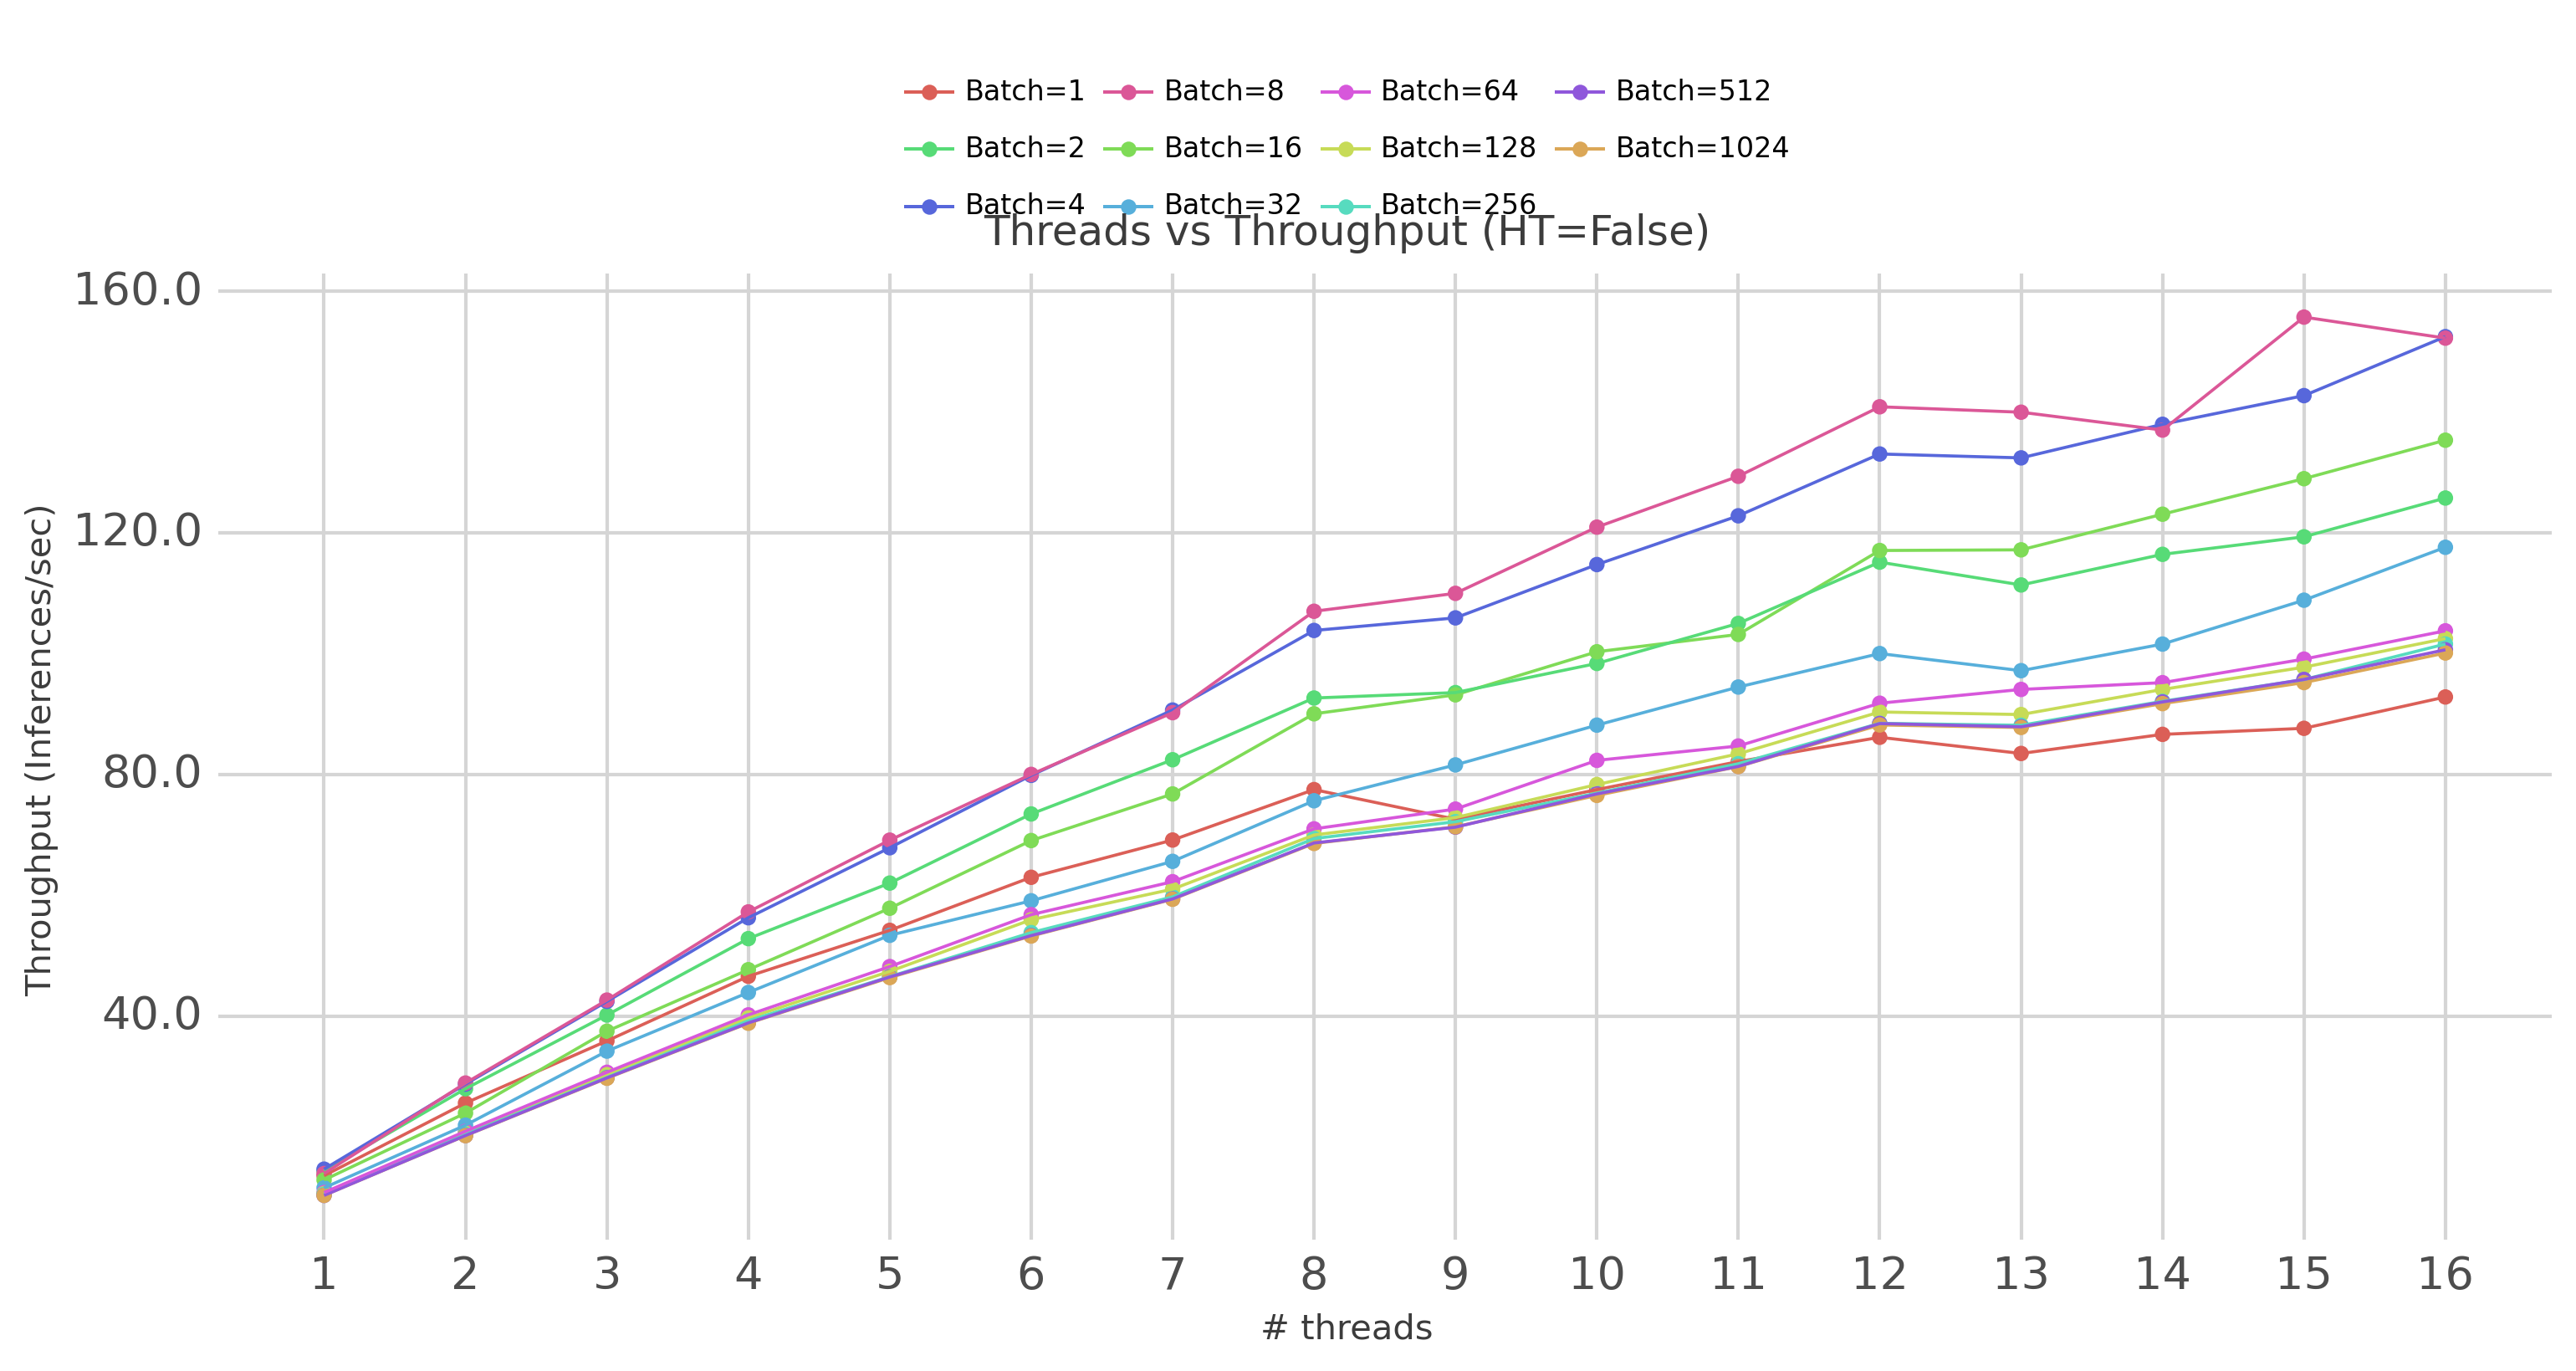 Batch=1 Batch=8 Batch=64 Batch=512
Batch=2 Batch=16 Batch=128 Batch=1024
Batch=4 Batch=32 Batch=256
Threads vs Throughput (HT=False)
160.0
120.0
80.0
40.0
Throughput (Inferences/sec)
1 2 3 4 5 6 7 8 9 10 11 12 13 14 15 16
# threads